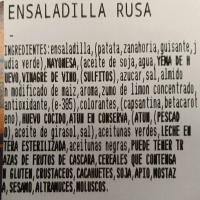 ENSALADILLA RUSA
INGREDIENTES:ensaladilla,(patata,zanahoria,guisante,j
udia verde),MAYONESA, (aceite de soja,agua, YEMA DE H
UEVO,VINAGRE DE VINO,SULFITOS),azúcar,sal,almidó
n modificado de maiz,aroma,zumo de limon concentrado,
antioxidante,(e-385),colorantes,(capsantina,betacarot
eno), HUEVO COCIDO,ATUN EN CONSERVA, (ATUN, (PESCAD
O),aceite de girasol,sal),aceitunas verdes, LECHE EN
TERA ESTERILIZADA,aceitunas negras,PUEDE TENER TR
AZAS DE FRUTOS DE CASCARA,CEREALES QUE CONTENGA
N GLUTEN,CRUSTACEOS,CACAHUETES,SOJA,APIO,MOSTAZ
A,SESAMO,ALTRAMUCES,MOLUSCOS.